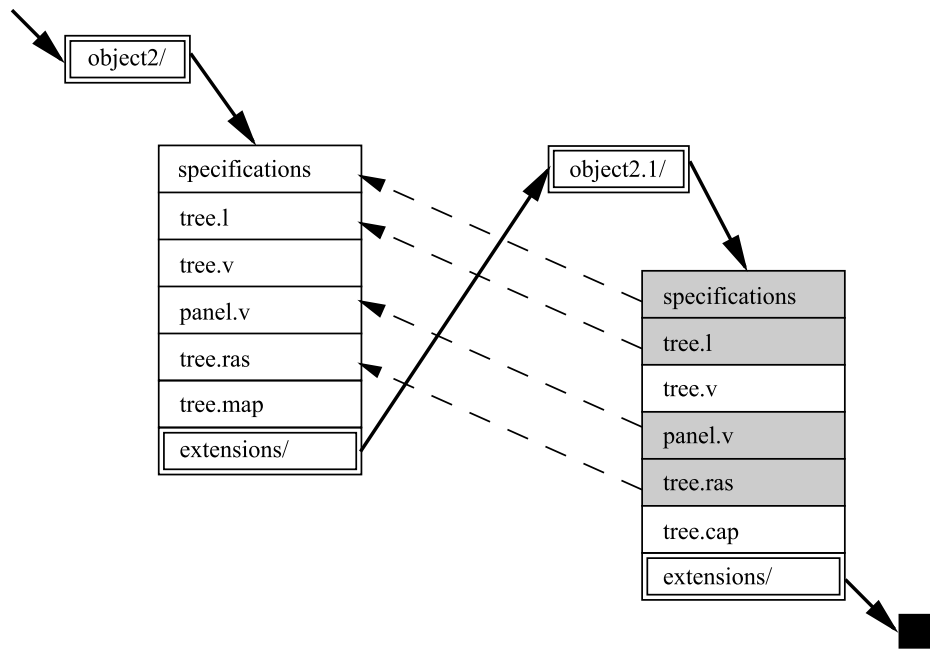 object2/
specifications
tree.l
tree.v
panel.v
tree.ras
tree.map
extensions/
object2.1/
specifications
tree.l
tree.v
panel.v
tree.ras
tree.cap
extensions/